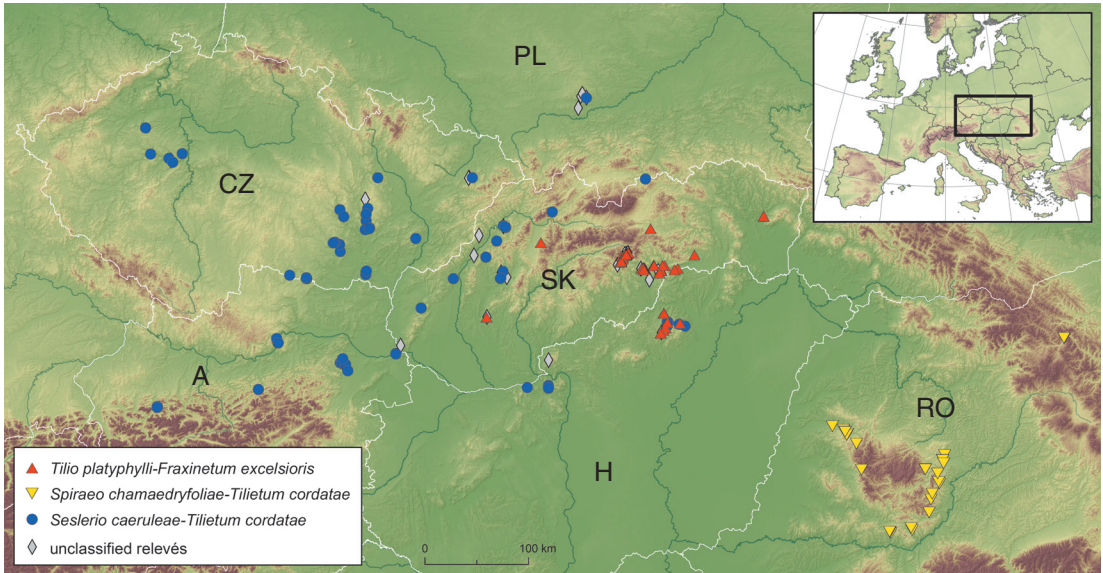 PL
CZ
SK
A
RO
H
Tilio platyphylli-Fraxinetum excelsioris
Spiraeo chamaedryfoliae-Tilietum cordatae
Seslerio caeruleae-Tilietum cordatae
unclassified relevés
0 100 km